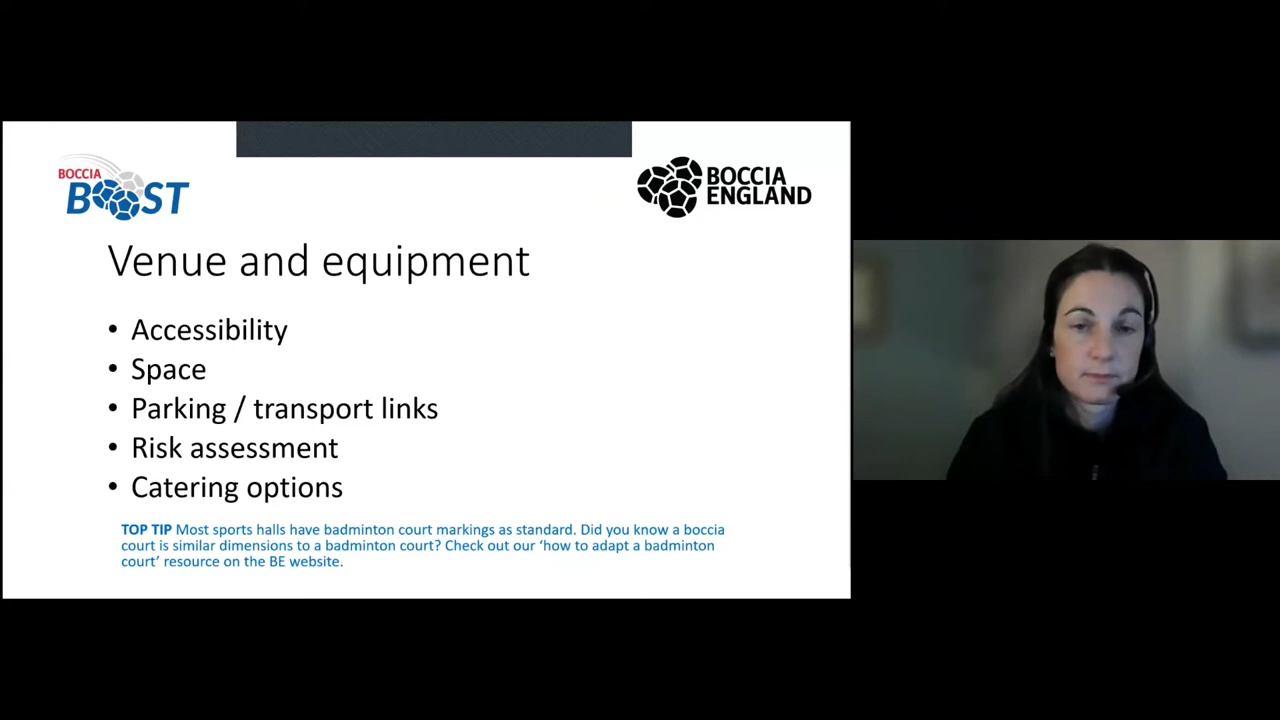 BOCCIA
BOOST
BOCCIA
ENGLAND
Venue and equipment
• Accessibility
• Space
• Parking / transport links
• Risk assessment
• Catering options
TOP TIP Most sports halls have badminton court markings as standard. Did you know a boccia
court is similar dimensions to a badminton court? Check out our ‘how to adapt a badminton
court’ resource on the BE website.